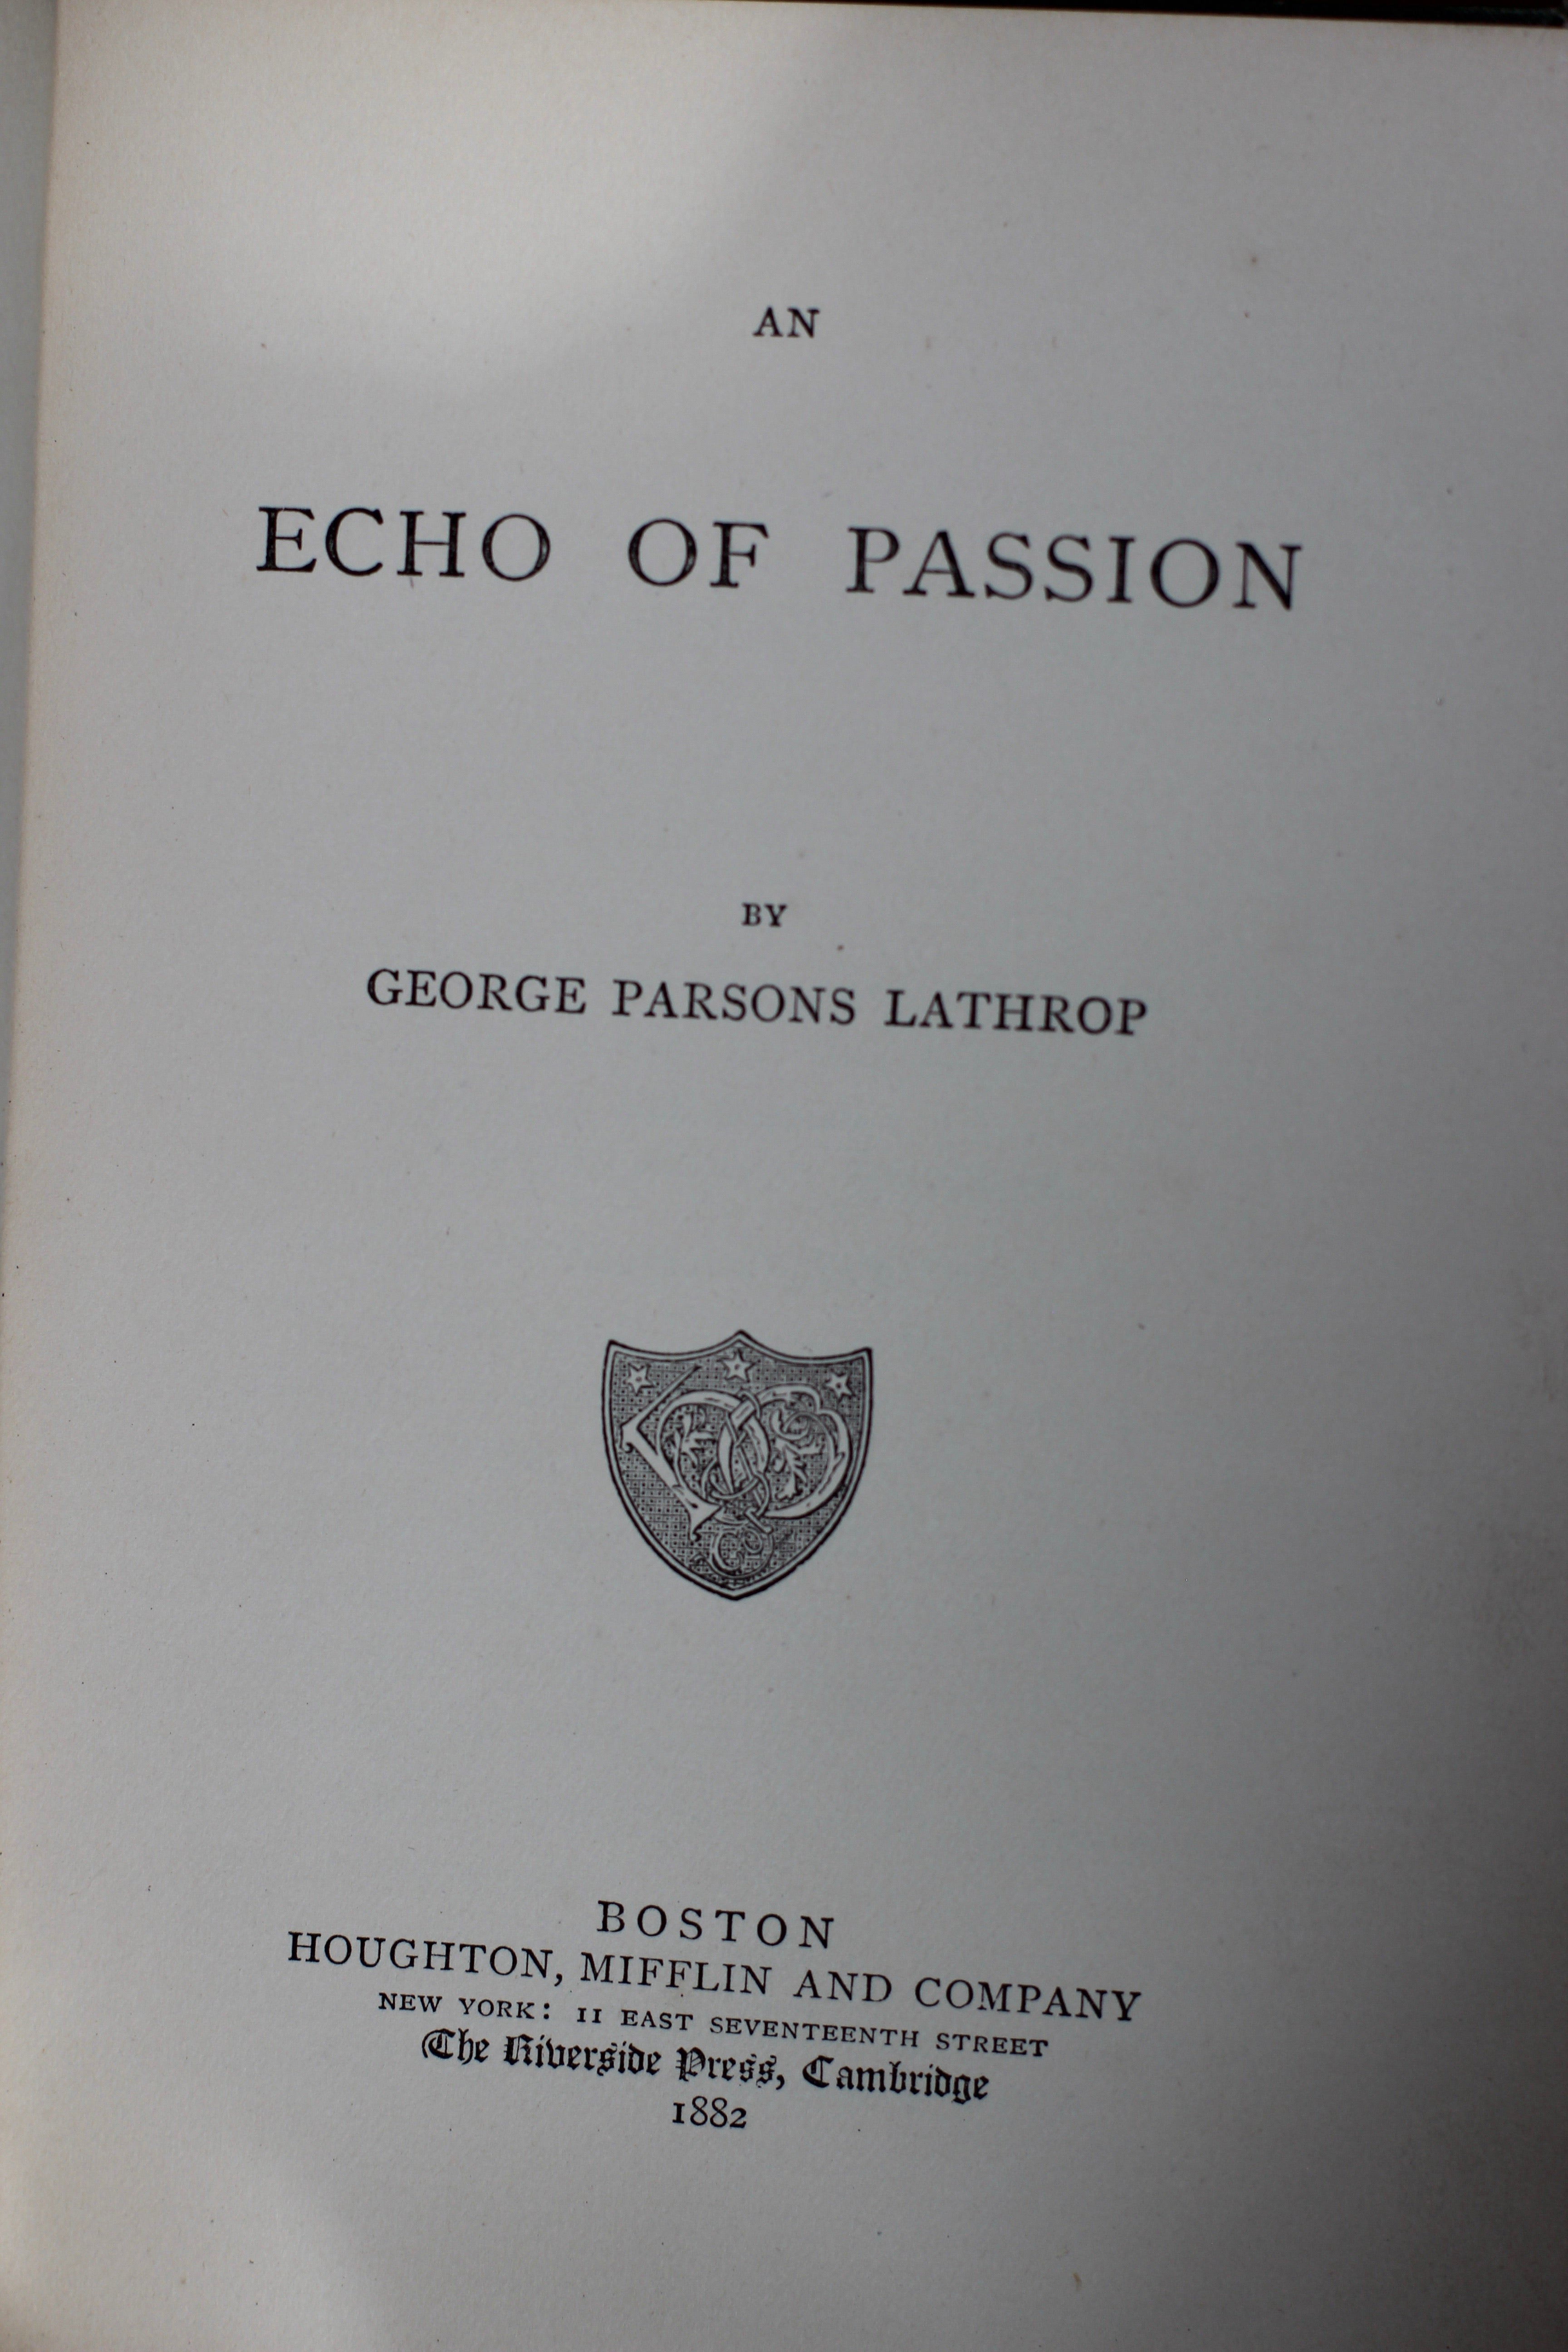 AN
ECHO OF PASSION
BY
GEORGE PARSONS LATHROP
Co
BOSTON
HOUGHTON, MIFFLIN AND COMPANY
NEW YORK: 11 EAST SEVENTEENTH STREET
The Riverside Press, Cambridge
1882